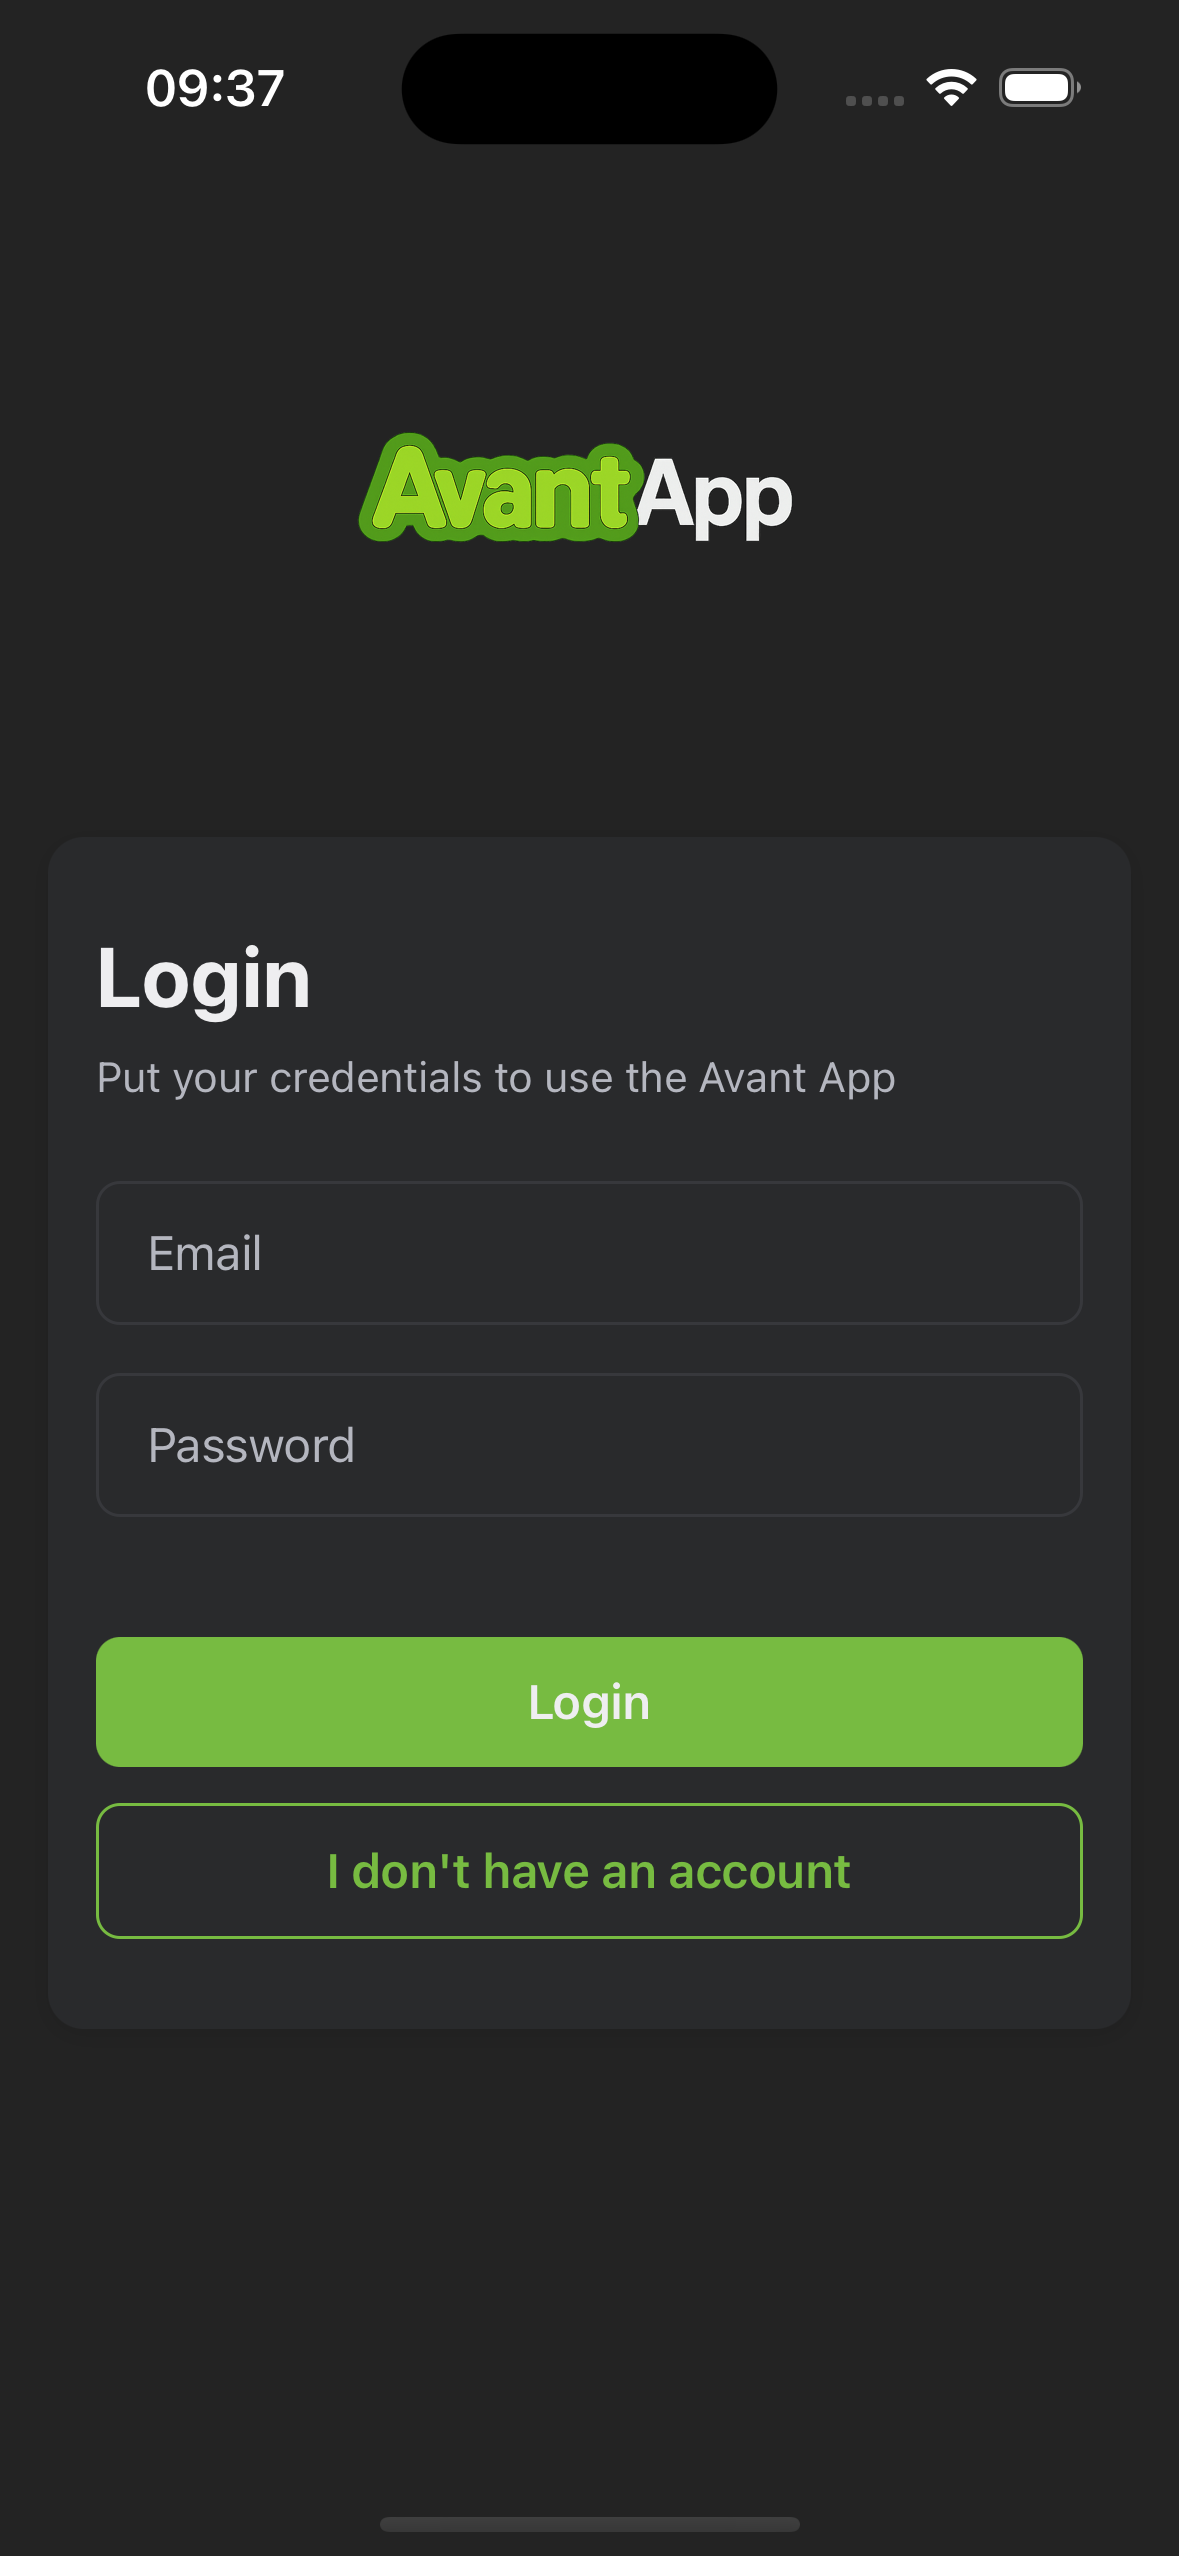 09:37
AvantApp
Login
Put your credentials to use the Avant App
Email
Password
Login
I don't have an account